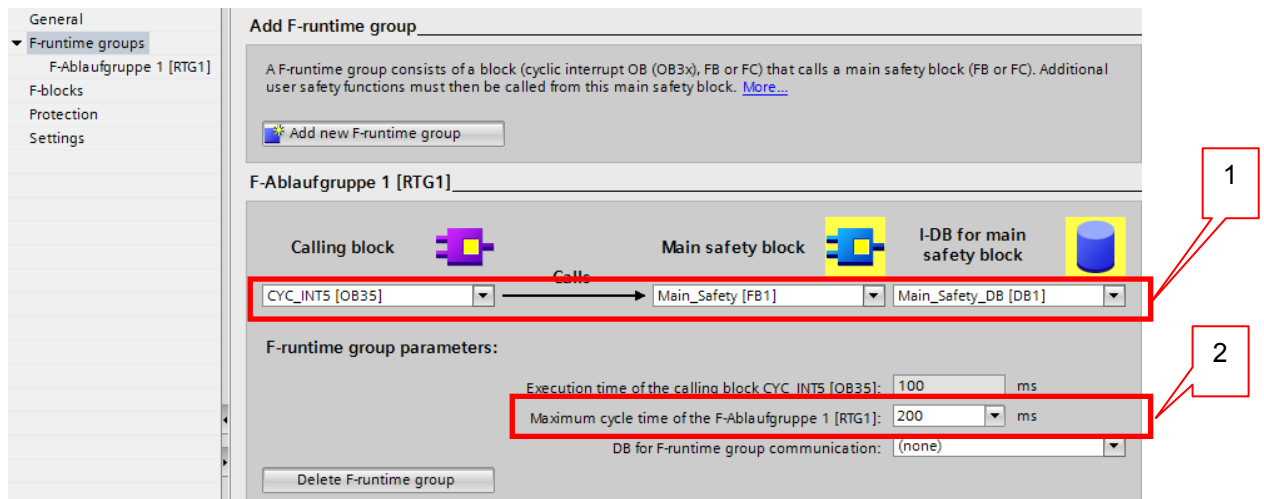 General
F-runtime groups
F-Ablaufgruppe 1 [RTG1]
F-blocks
Protection
Settings
Add F-runtime group
A F-runtime group consists of a block (cyclic interrupt OB (OB3x), FB or FC) that calls a main safety block (FB or FC). Additional
user safety functions must then be called from this main safety block. More...
Add new F-runtime group
F-Ablaufgruppe 1 [RTG1]
1
Calling block
Main safety block
I-DB for main
safety block
Calls
CYC_INT5 [OB35]
Main_Safety [FB1]
Main_Safety_DB [DB1]
F-runtime group parameters:
2
Execution time of the calling block CYC_INT5 [OB35]: 100 ms
Maximum cycle time of the F-Ablaufgruppe 1 [RTG1]: 200 ms
DB for F-runtime group communication: (none)
Delete F-runtime group